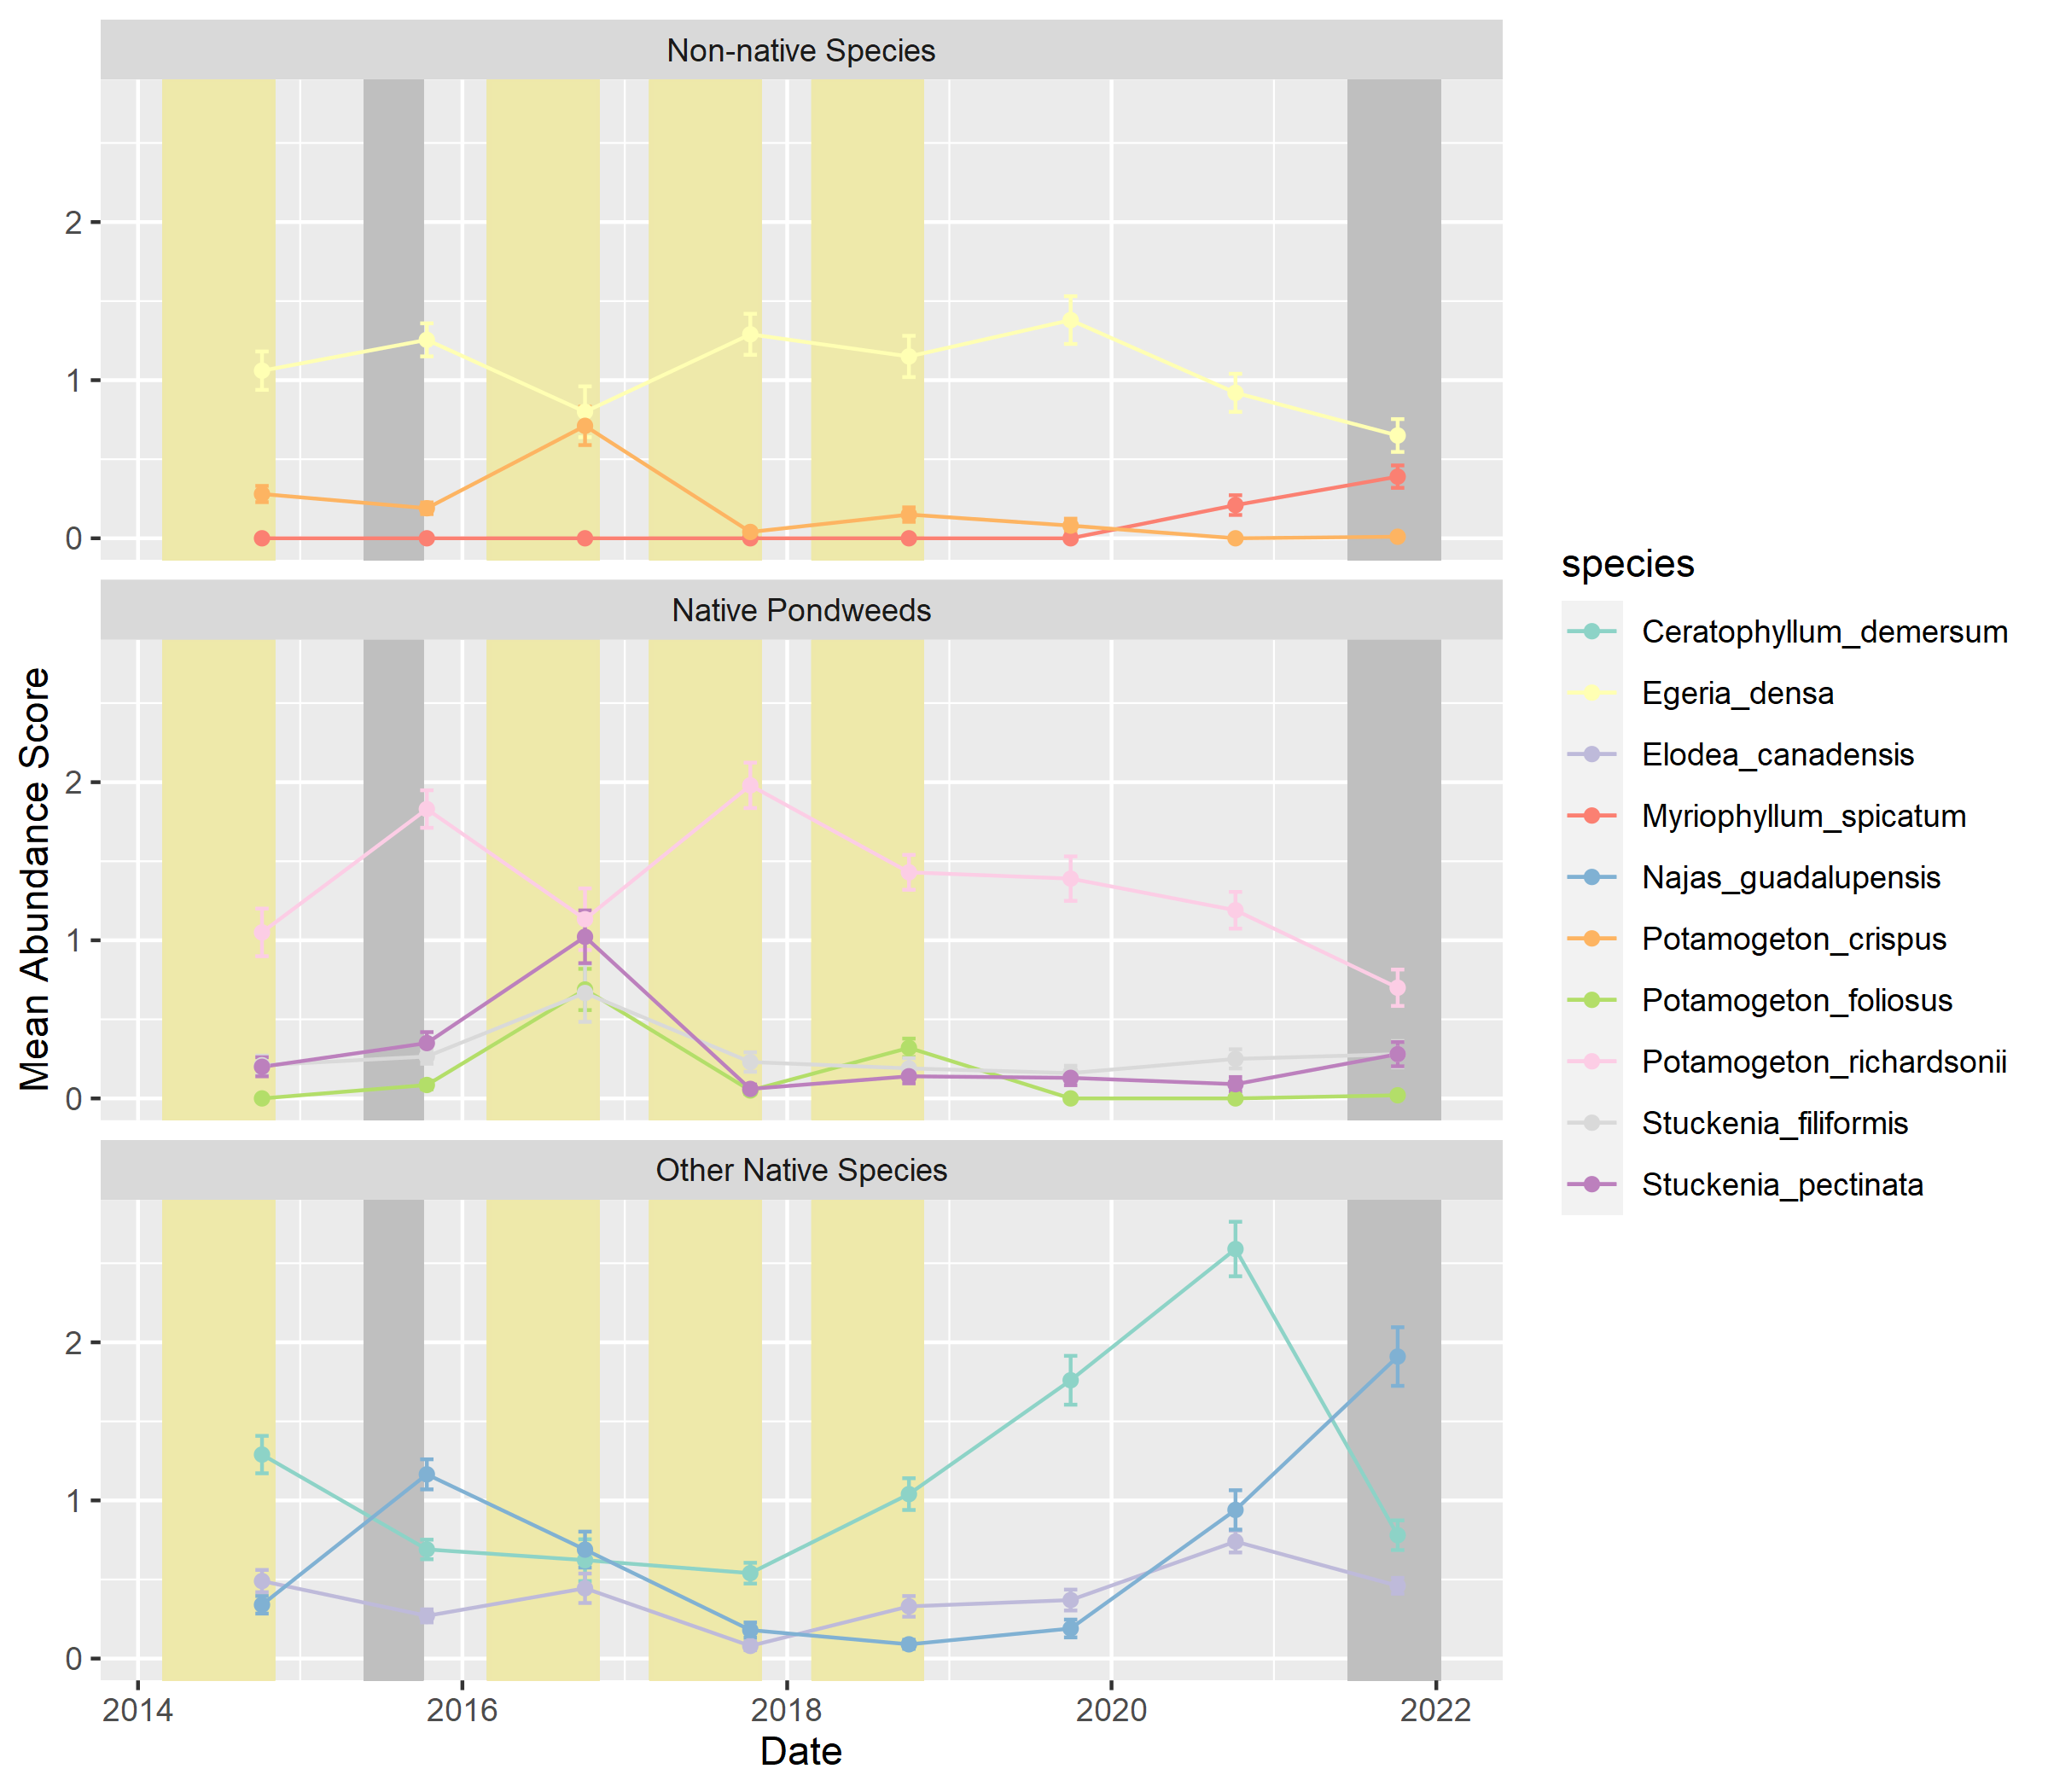 Non-native Species
2
1
0
Native Pondweeds
2
1
0
Other Native Species
2
1
0
2014 2016 2018 2020 2022
Date
Mean Abundance Score
species
Ceratophyllum_demersum
Egeria_densa
Elodea_canadensis
Myriophyllum_spicatum
Najas_guadalupensis
Potamogeton_crispus
Potamogeton_foliosus
Potamogeton_richardsonii
Stuckenia_filiformis
Stuckenia_pectinata